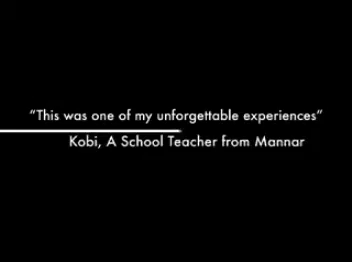 “This was one of my unforgettable experiences”
Kobi, A School Teacher from Mannar